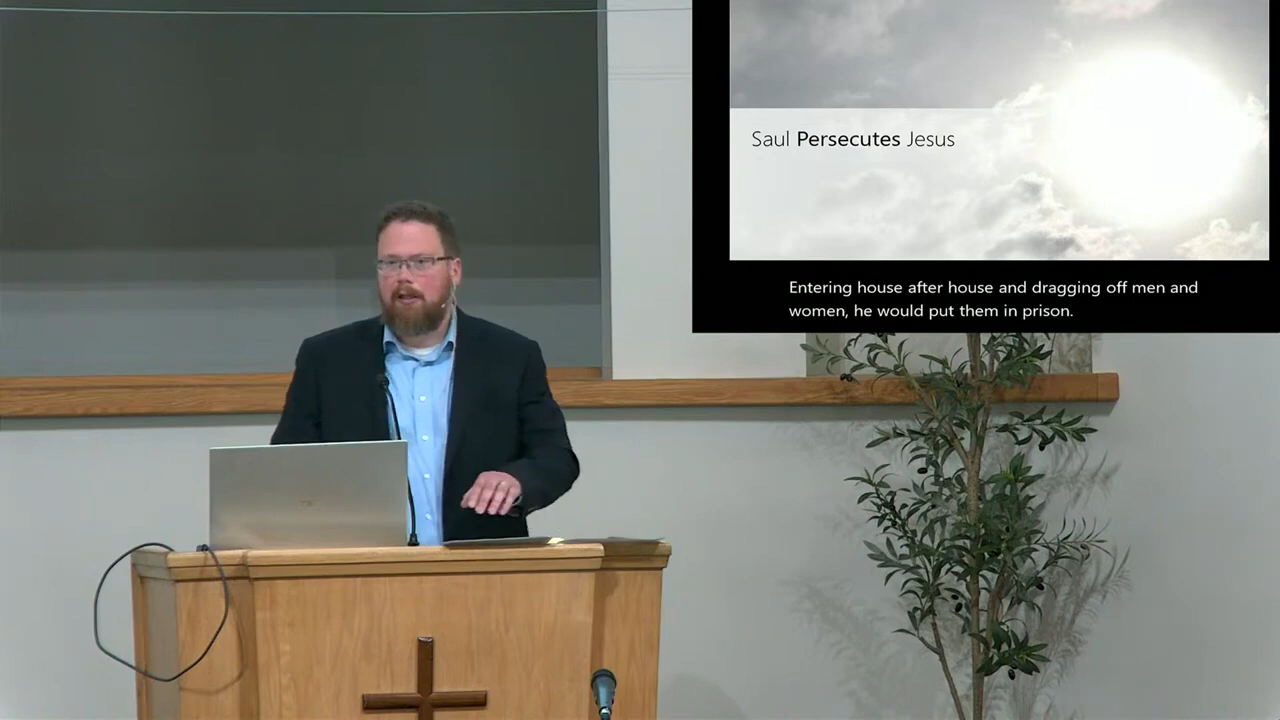 Saul Persecutes Jesus
Entering house after house and dragging off men and
women, he would put them in prison.